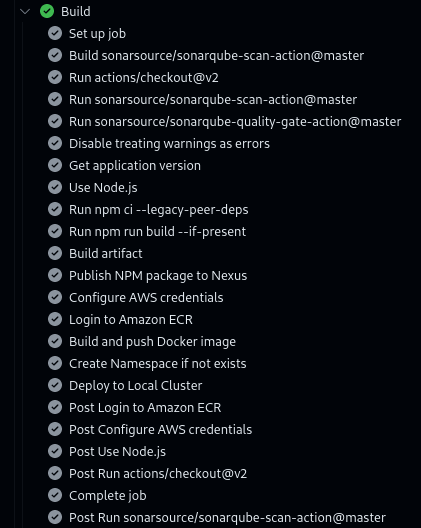 Build
Set up job
Build sonarsource/sonarqube-scan-action@master
Run actions/checkout@v2
Run sonarsource/sonarqube-scan-action@master
Run sonarsource/sonarqube-quality-gate-action@master
Disable treating warnings as errors
Get application version
Use Node.js
Run npm ci --legacy-peer-deps
Run npm run build --if-present
Build artifact
Publish NPM package to Nexus
Configure AWS credentials
Login to Amazon ECR
Build and push Docker image
Create Namespace if not exists
Deploy to Local Cluster
Post Login to Amazon ECR
Post Configure AWS credentials
Post Use Node.js
Post Run actions/checkout@v2
Complete job
Post Run sonarsource/sonarqube-scan-action@master